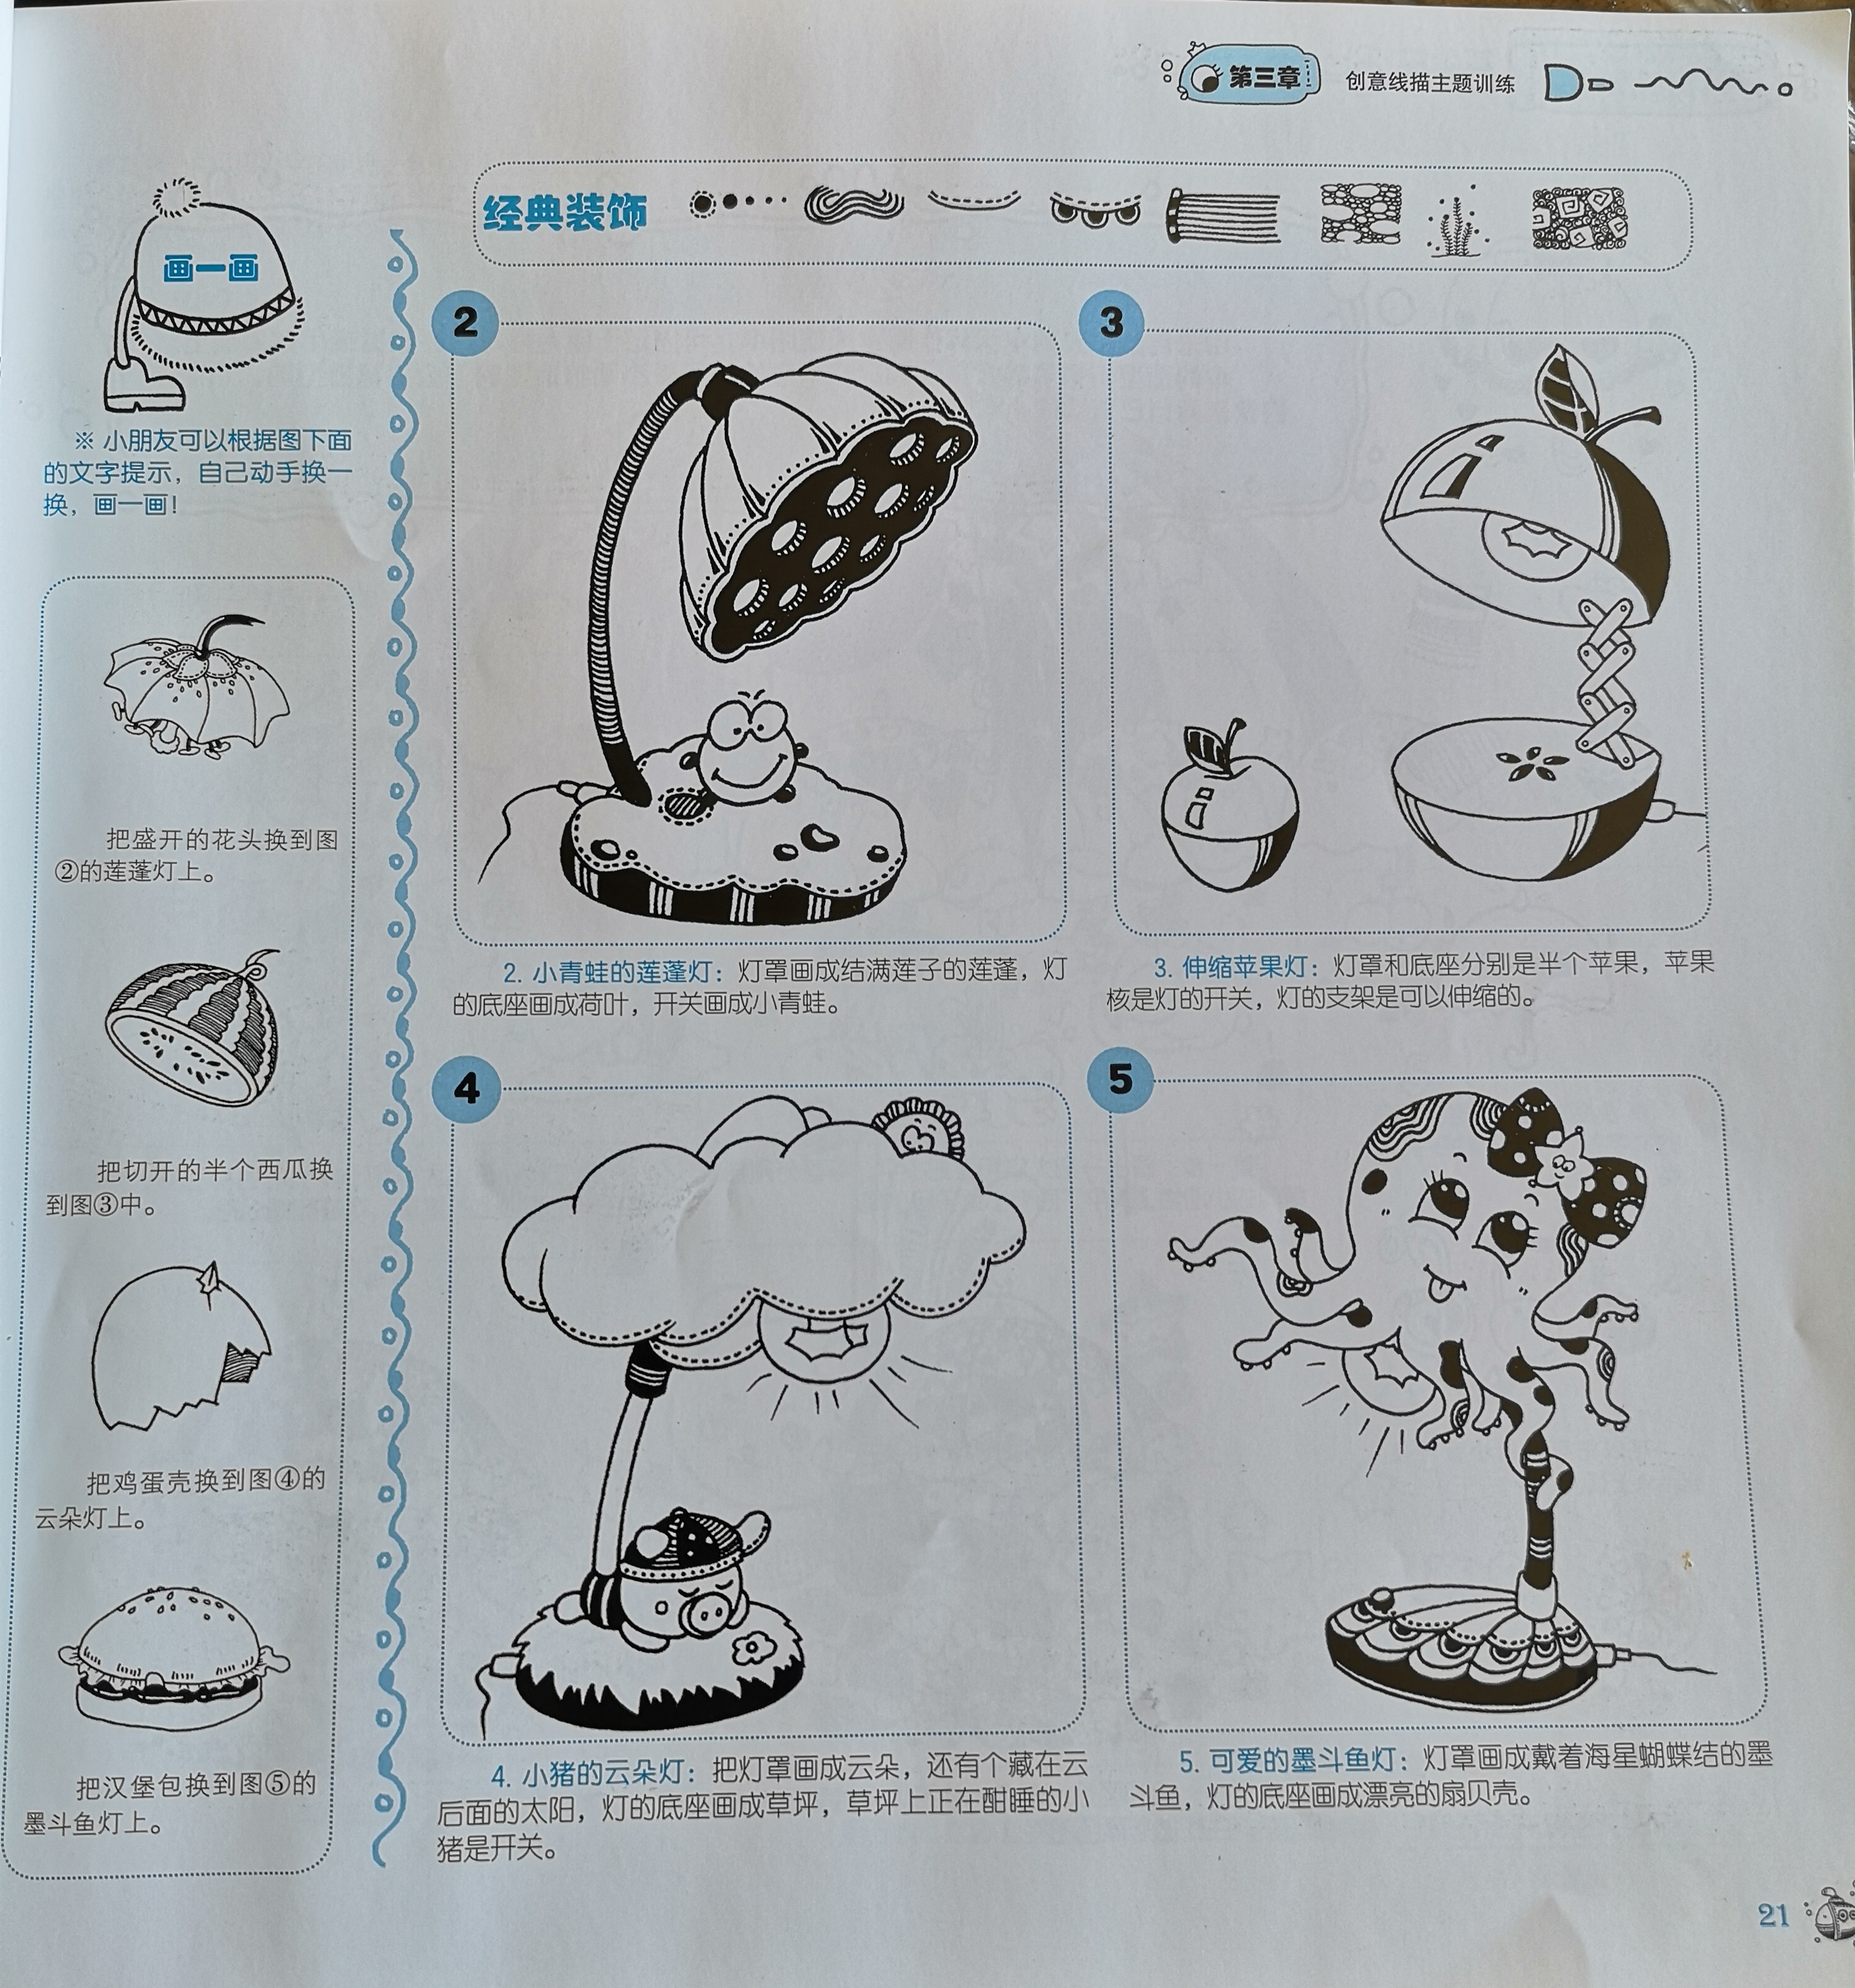 第三章 创意线描主题训练
经典装饰
画一画
※ 小朋友可以根据图下面
的文字提示，自己动手换一
换，画一画！
把盛开的花头换到图
②的莲蓬灯上。
把切开的半个西瓜换
到图③中。
把鸡蛋壳换到图④的
云朵灯上。
把汉堡包换到图⑤的
墨斗鱼灯上。
2
2. 小青蛙的莲蓬灯：灯罩画成结满莲子的莲蓬，灯
的底座画成荷叶，开关画成小青蛙。
3
3. 伸缩苹果灯：灯罩和底座分别是半个苹果，苹果
核是灯的开关，灯的支架是可以伸缩的。
4
4. 小猪的云朵灯：把灯罩画成云朵，还有个藏在云
后面的太阳，灯的底座画成草坪，草坪上正在酣睡的小
猪是开关。
5
5. 可爱的墨斗鱼灯：灯罩画成戴着海星蝴蝶结的墨
斗鱼，灯的底座画成漂亮的扇贝壳。
21